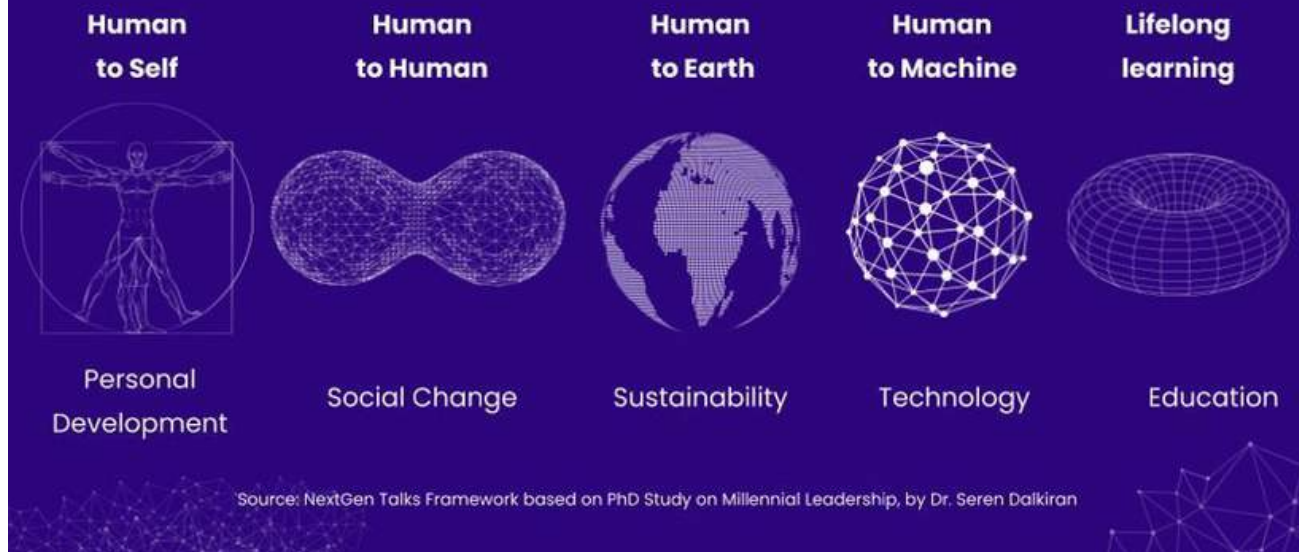 Human
to Self
Human
to Human
Human
to Earth
Human
to Machine
Lifelong
learning
Personal
Development
Social Change
Sustainability
Technology
Education
Source: NextGen Talks Framework based on PhD Study on Millennial Leadership, by Dr. Seren Dalkiran